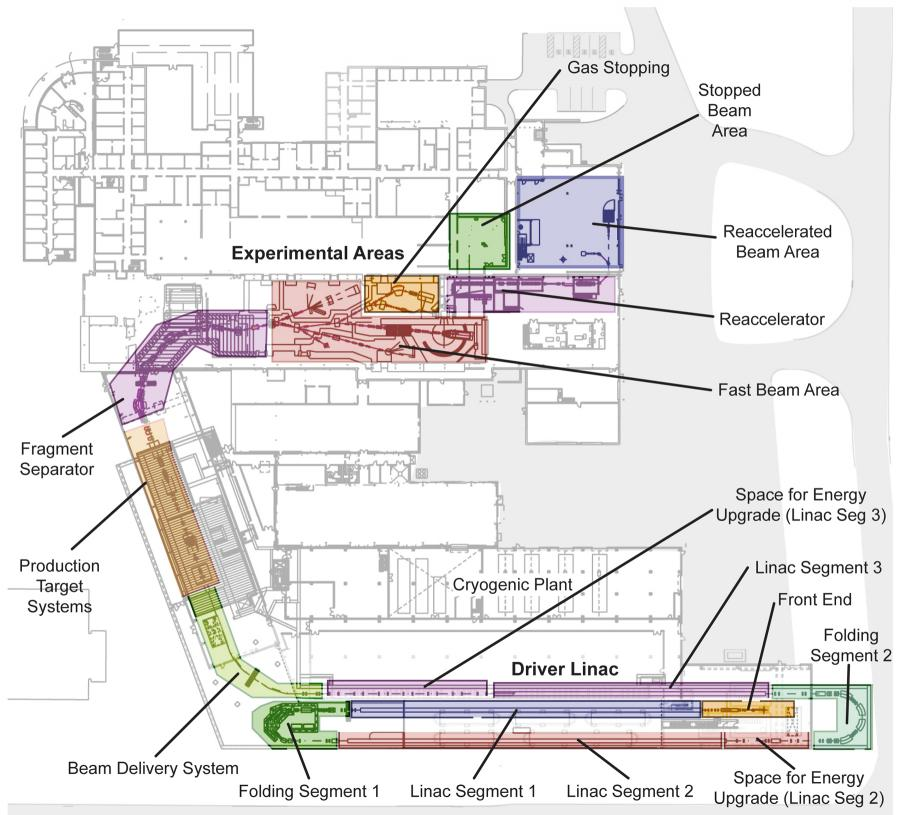 Gas Stopping
Stopped
Beam
Area
Experimental Areas
Reaccelerated
Beam Area
Reaccelerator
Fast Beam Area
Fragment
Separator
Space for Energy
Upgrade (Linac Seg 3)
Production
Target
Systems
Cryogenic Plant
Linac Segment 3
Front End
Folding
Segment 2
Driver Linac
Beam Delivery System
Folding Segment 1
Linac Segment 1
Linac Segment 2
Space for Energy
Upgrade (Linac Seg 2)